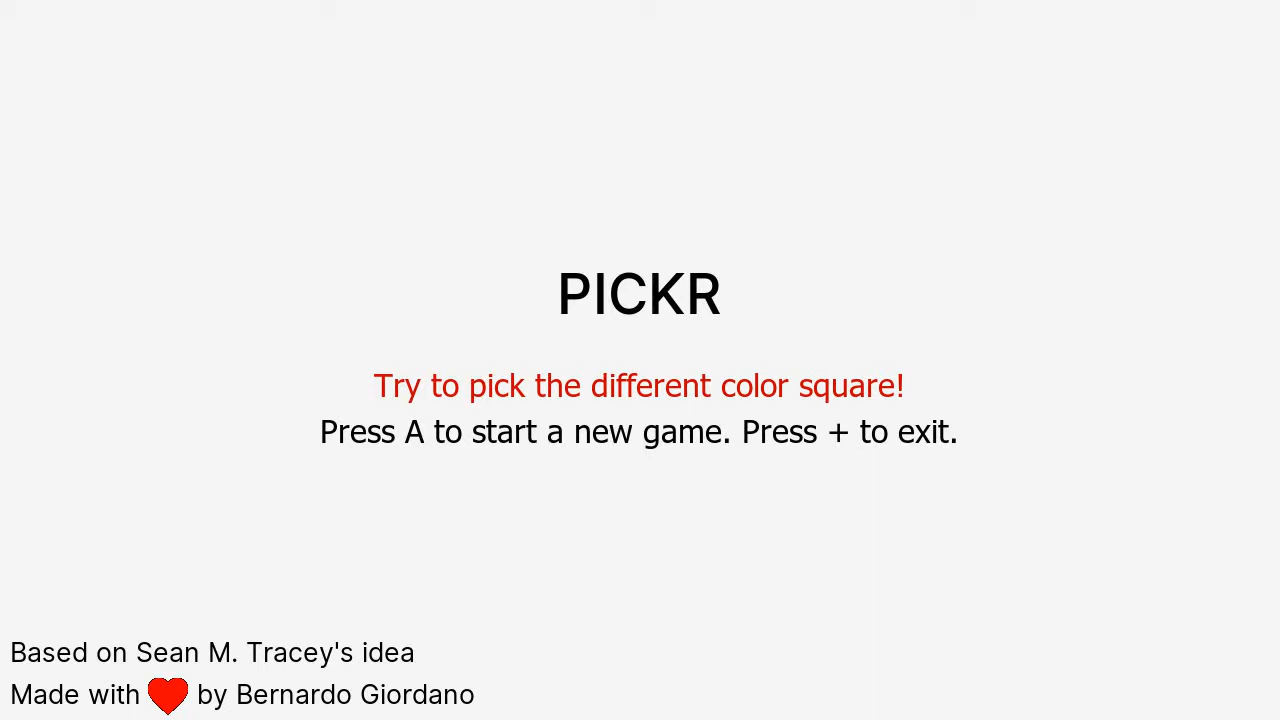 PICKR
Try to pick the different color square!
Press A to start a new game. Press + to exit.
Based on Sean M. Tracey's idea
Made with by Bernardo Giordano